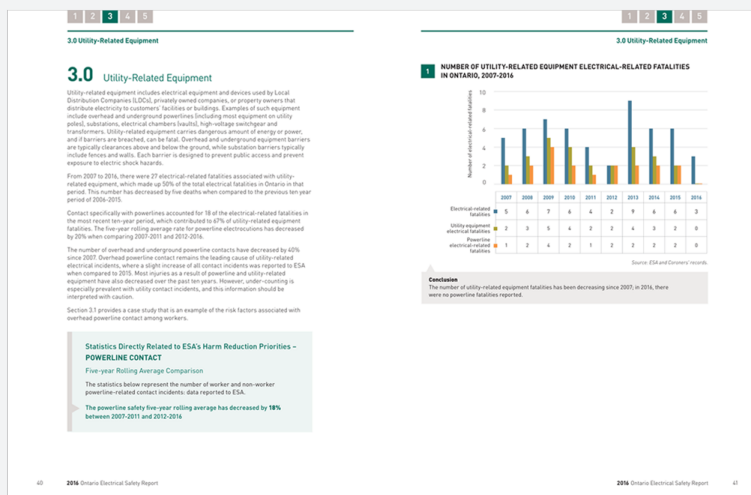 1 2 3 4 5
3.0 Utility-Related Equipment
3.0 Utility-Related Equipment
Utility-related equipment includes electrical equipment and devices used by Local
Distribution Companies (LDCs), privately owned companies, or property owners that
distribute electricity to customers' facilities or buildings. Examples of such equipment
include overhead and underground powerlines (including most equipment on utility
poles), substations, electrical chambers (vaults), high-voltage switchgear and
transformers. Utility-related equipment carries dangerous amount of energy or power,
and if barriers are breached, can be fatal. Overhead and underground equipment barriers
are typically clearances above and below the ground, while substation barriers typically
include fences and walls. Each barrier is designed to prevent public access and prevent
exposure to electric shock hazards.
From 2007 to 2016, there were 27 electrical fatalities associated with utility-
related equipment, which made up 50% of the total electrical fatalities in Ontario in that
period. This number has decreased by five deaths when compared to the previous ten year
period of 2006-2015.
Contact specifically with powerlines accounted for 18 of the electrical-related fatalities in
the most recent ten-year period, which contributed to 67% of utility-related equipment
fatalities. The five-year rolling average rate for powerline electrocutions has decreased
by 20% when comparing 2007-2011 and 2012-2016.
The number of overhead and underground powerline contacts have decreased by 40%
since 2007. Overhead powerline contact remains the leading cause of utility-related
electrical incidents, where a slight increase of all contact incidents was reported to ESA
when compared to 2015. Most injuries as a result of powerline and utility-related
equipment have also decreased over the past ten years. However, under-counting is
especially prevalent with utility contact incidents, and this information should be
interpreted with caution.
Section 3.1 provides a case study that is an example of the risk factors associated with
overhead powerline contact among workers.
Statistics Directly Related to ESA's Harm Reduction Priorities –
POWERLINE CONTACT
Five-year Rolling Average Comparison
The statistics below represent the number of worker and non-worker
powerline-related contact incidents: data reported to ESA.
The powerline safety five-year rolling average has decreased by 18%
between 2007-2011 and 2012-2016
40 2016 Ontario Electrical Safety Report
1 2 3 4 5
3.0 Utility-Related Equipment
1 NUMBER OF UTILITY-RELATED EQUIPMENT ELECTRICAL-RELATED FATALITIES
IN ONTARIO, 2007-2016
Number of electrical-related fatalities
10
8
6
4
2
0
2007 2008 2009 2010 2011 2012 2013 2014 2015 2016
Electrical-related
fatalities 5 6 7 6 4 2 9 6 6 3
Utility equipment
electrical fatalities 2 3 5 4 2 2 4 3 2 0
Powerline
electrical-related
fatalities 1 2 4 2 1 2 2 2 2 0
Source: ESA and Coroners' records.
Conclusion
The number of utility-related equipment fatalities has been decreasing since 2007; in 2016, there
were no powerline fatalities reported.
2016 Ontario Electrical Safety Report 41